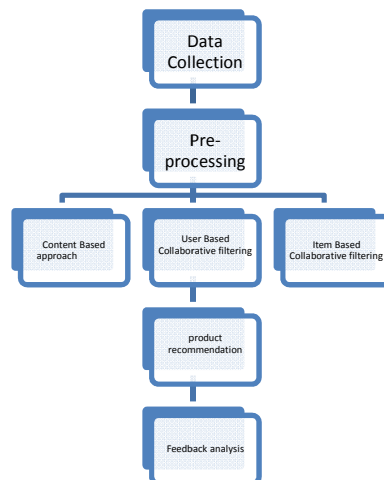 Data
Collection
Pre-
processing
Content Based
approach
User Based
Collaborative filtering
Item Based
Collaborative filtering
product
recommendation
Feedback analysis